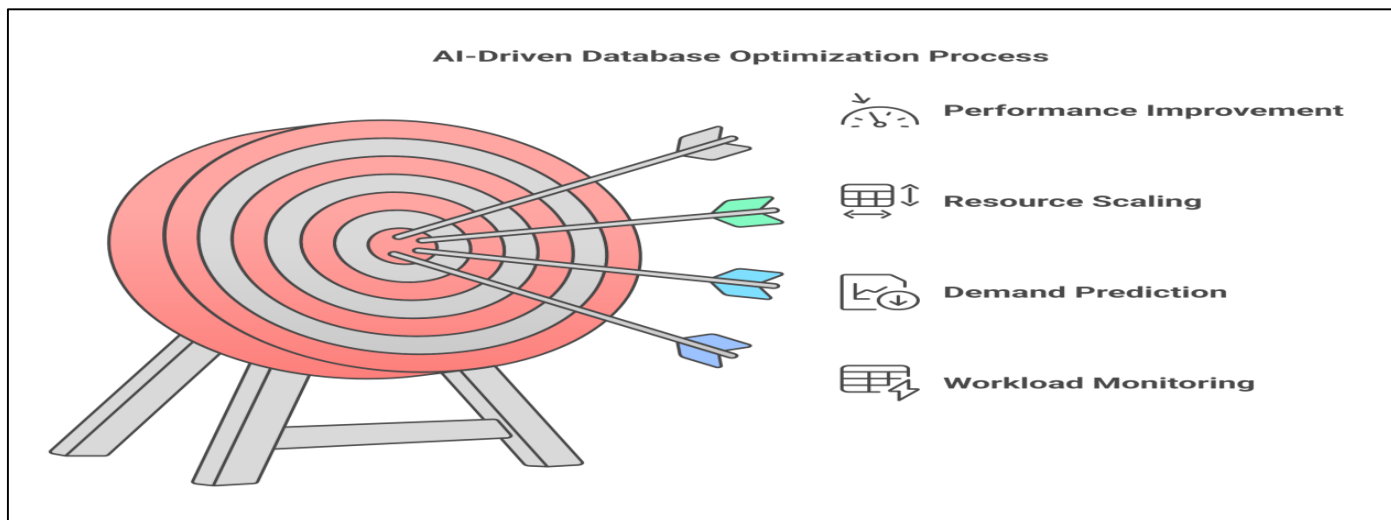 AI-Driven Database Optimization Process
Performance Improvement
Resource Scaling
Demand Prediction
Workload Monitoring